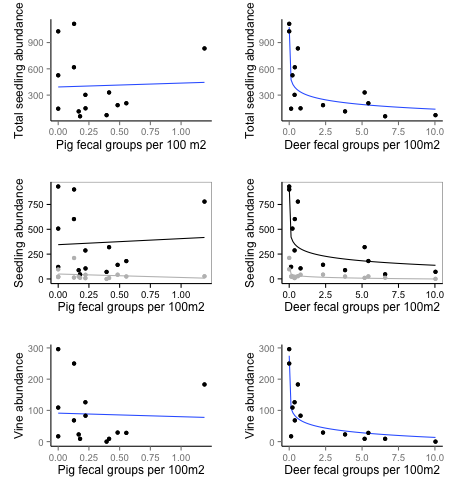 Total seedling abundance
900
600
300
0.00 0.25 0.50 0.75 1.00
Pig fecal groups per 100 m2
Total seedling abundance
900
600
300
0.0 2.5 5.0 7.5 10.0
Deer fecal groups per 100 m2
Seedling abundance
750
500
250
0
0.00 0.25 0.50 0.75 1.00
Pig fecal groups per 100m2
Seedling abundance
750
500
250
0
0.0 2.5 5.0 7.5 10.0
Deer fecal groups per 100m2
Vine abundance
300
200
100
0
0.00 0.25 0.50 0.75 1.00
Pig fecal groups per 100m2
Vine abundance
300
200
100
0
0.0 2.5 5.0 7.5 10.0
Deer fecal groups per 100m2